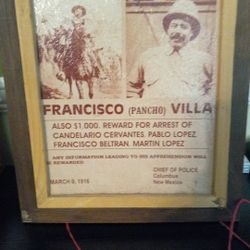 FRANCISCO (PANCHO) VILLA
ALSO $1,000. REWARD FOR ARREST OF
CANDELARIO CERVANTES, PABLO LOPEZ
FRANCISCO BELTRAN, MARTIN LOPEZ
ANY INFORMATION LEADING TO HIS APPREHENSION WILL
BE REWARDED.
MARCH 9, 1916
CHIEF OF POLICE
Columbus
New Mexico